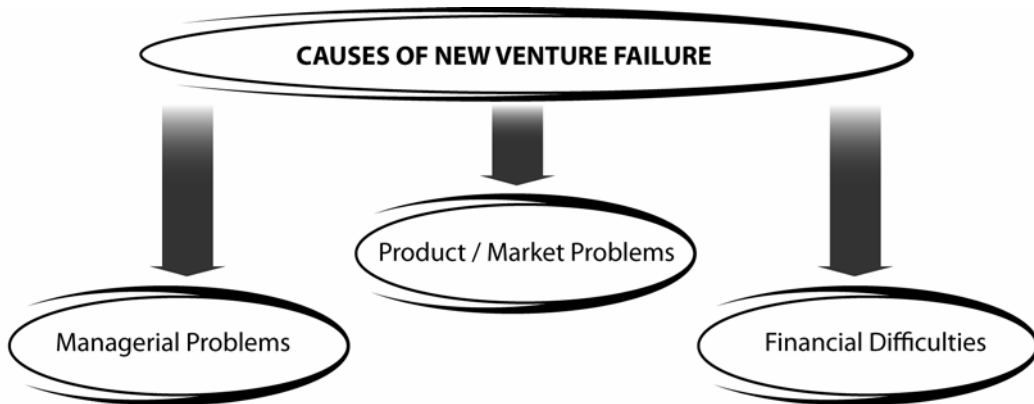 CAUSES OF NEW VENTURE FAILURE
Product / Market Problems
Managerial Problems
Financial Difficulties